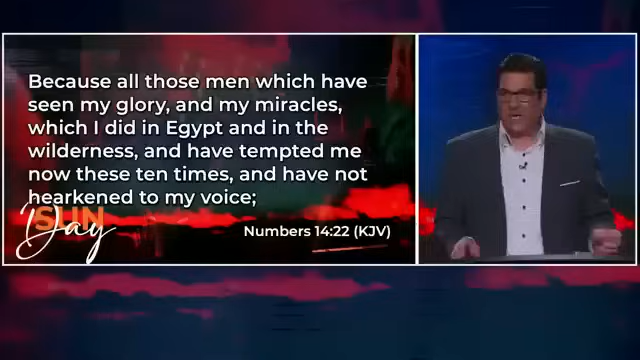 Because all those men which have
seen my glory, and my miracles,
which I did in Egypt and in the
wilderness, and have tempted me
now these ten times, and have not
hearkened to my voice;
SUN
Day
Numbers 14:22 (KJV)